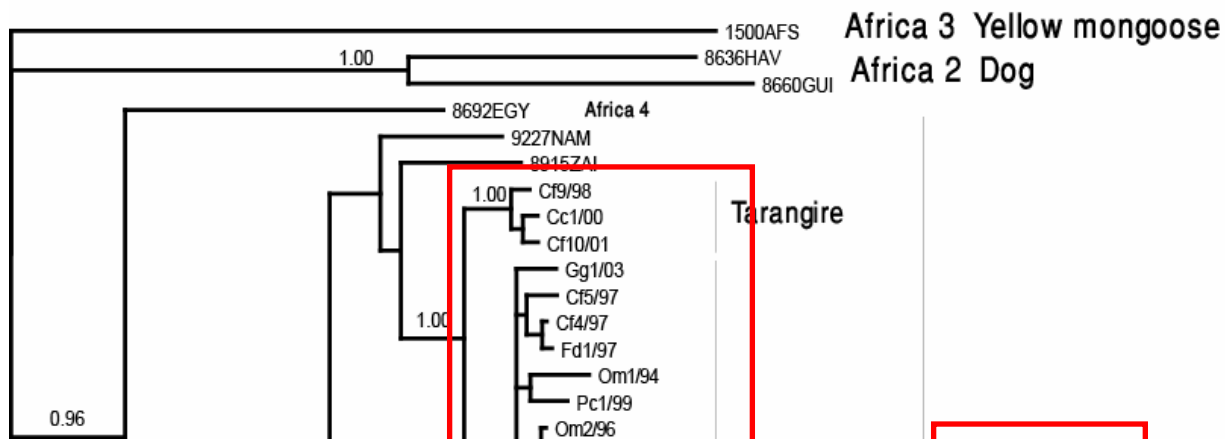 1500AFS Africa 3 Yellow mongoose
1.00 8636HAV
8660GUI Africa 2 Dog
8692EGY Africa 4
9227NAM
8915ZAI
1.00 Cf9/98
Cc1/00 Tarangire
Cf10/01
Gg1/03
Cf5/97
1.00 Cf4/97
Fd1/97
Om1/94
Pc1/99
0.96 Om2/96